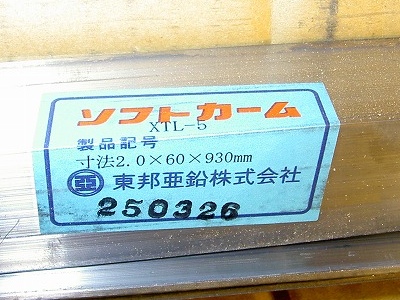 ソフトカーム
XTL-5
製品記号
寸法2.0×60×930mm
亜 東邦亜鉛株式会社
250326